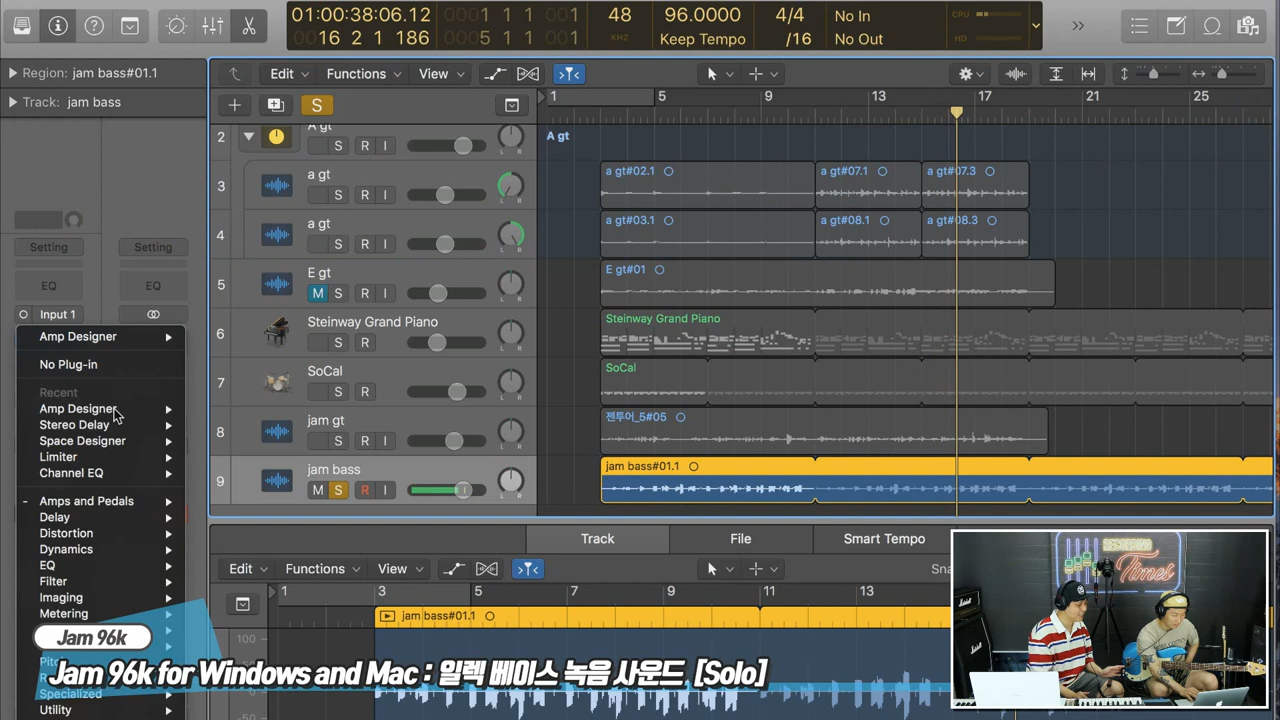 01:00:38:06.12
0016 2 1 186
001 1 1 001
005 1 1 001
48
KHZ
96.0000
Keep Tempo
4/4
/16
No In
No Out
CPU
HD
Region: jam bass#01.1
Track: jam bass
Edit
Functions
View
S
1
5
9
13
17
21
25
2
A gt
S R I
L R
A gt
3
a gt
S R I
L R
a gt#02.1
a gt#07.1
a gt#07.3
4
a gt
S R I
L R
a gt#03.1
a gt#08.1
a gt#08.3
5
E gt
M S R I
E gt#01
6
Steinway Grand Piano
S R
Steinway Grand Piano
7
SoCal
S R
SoCal
8
jam gt
S R I
젠투어_5#05
9
jam bass
M S R I
L R
jam bass#01.1
Setting
Setting
EQ
EQ
Input 1
Amp Designer
No Plug-in
Recent
Amp Designer
Stereo Delay
Space Designer
Limiter
Channel EQ
Amps and Pedals
Delay
Distortion
Dynamics
EQ
Filter
Imaging
Metering
Specialized
Utility
Track
File
Smart Tempo
Edit
Functions
View
Sna
1
3
5
7
9
11
13
jam bass#01.1
100
-50
Times
Marshall
Jam 96k
Jam 96k for Windows and Mac : 일렉 베이스 녹음 사운드 [Solo]